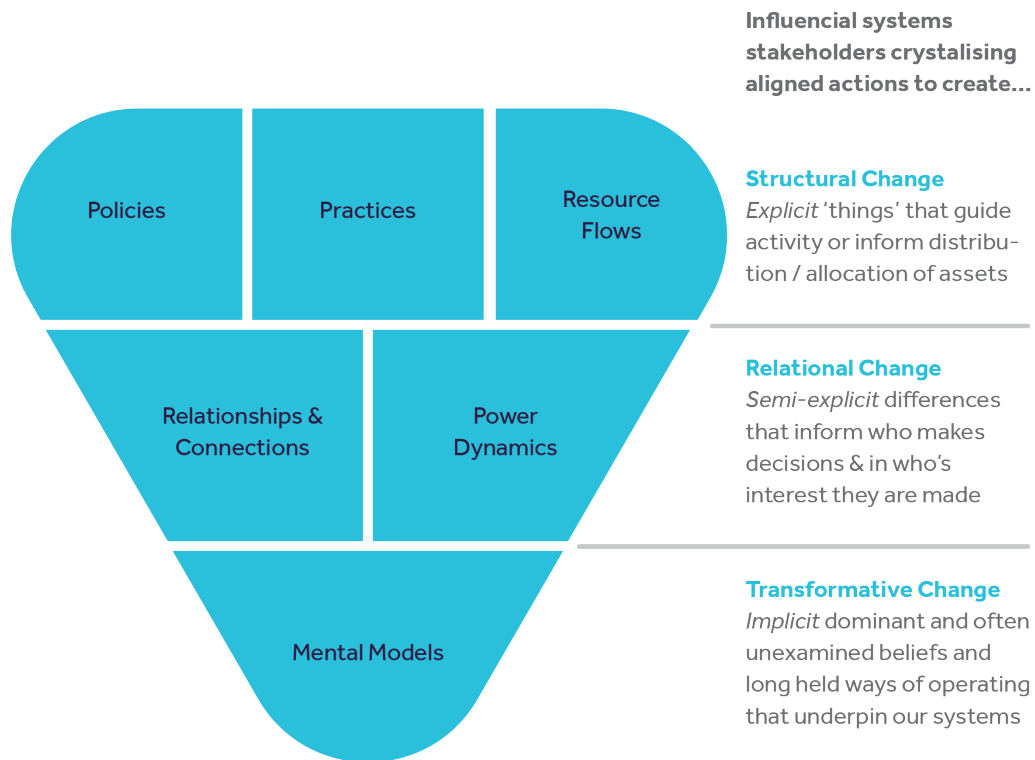 Influencial systems
stakeholders crystalising
aligned actions to create...
Policies
Practices
Resource
Flows
Structural Change
Explicit 'things' that guide
activity or inform distribu-
tion / allocation of assets
Relationships &
Connections
Power
Dynamics
Relational Change
Semi-explicit differences
that inform who makes
decisions & in who's
interest they are made
Mental Models
Transformative Change
Implicit dominant and often
unexamined beliefs and
long held ways of operating
that underpin our systems